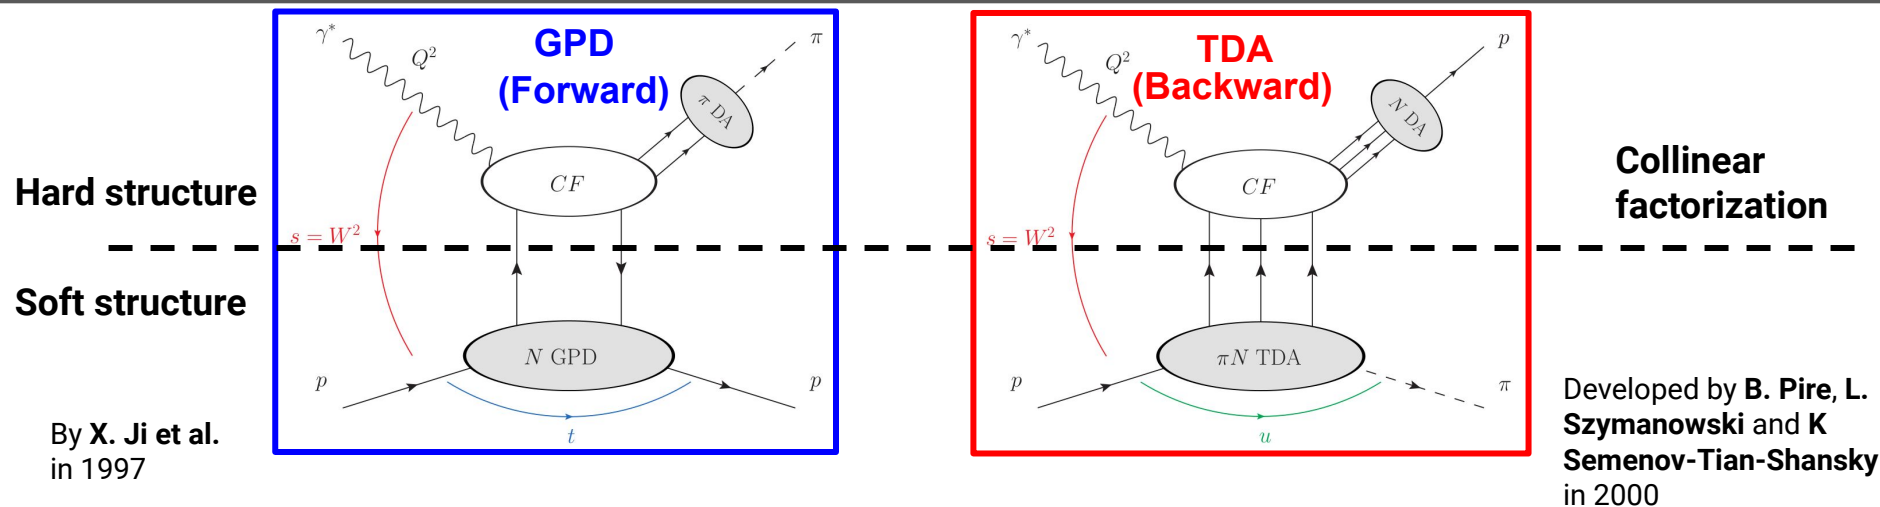 GPD
(Forward)
γ* Q²
π
π DA
CF
s = W²
N GPD
p
p
t
TDA
(Backward)
γ* Q²
p
N DA
CF
s = W²
πN TDA
p
π
u
Hard structure
Soft structure
Collinear
factorization
By X. Ji et al.
in 1997
Developed by B. Pire, L.
Szymanowski and K
Semenov-Tian-Shansky
in 2000